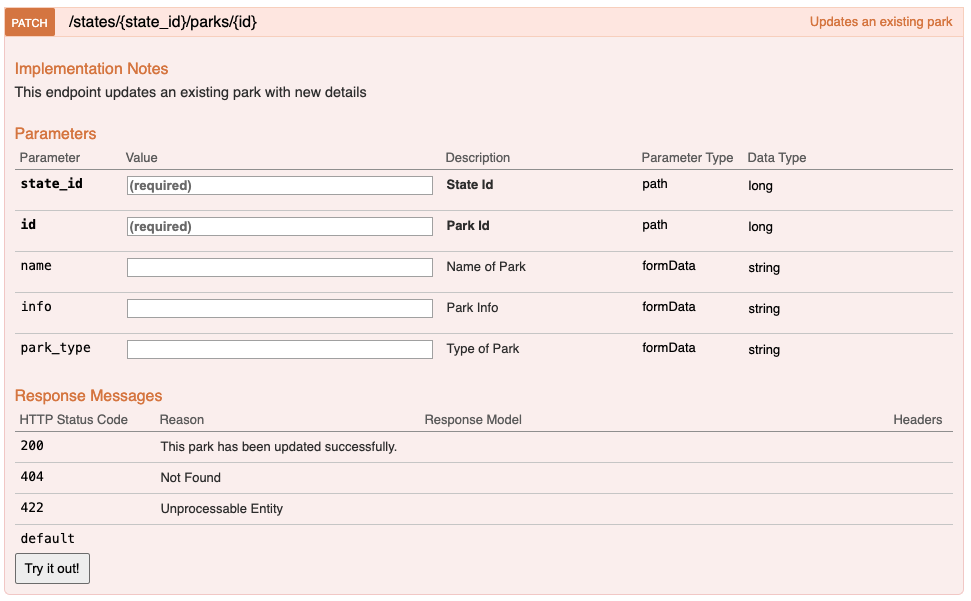 PATCH /states/{state_id}/parks/{id} Updates an existing park
Implementation Notes
This endpoint updates an existing park with new details
Parameters
Parameter Value Description Parameter Type Data Type
state_id (required) State Id path long
id (required) Park Id path long
name Name of Park formData string
info Park Info formData string
park_type Type of Park formData string
Response Messages
HTTP Status Code Reason Response Model Headers
200 This park has been updated successfully.
404 Not Found
422 Unprocessable Entity
default
Try it out!